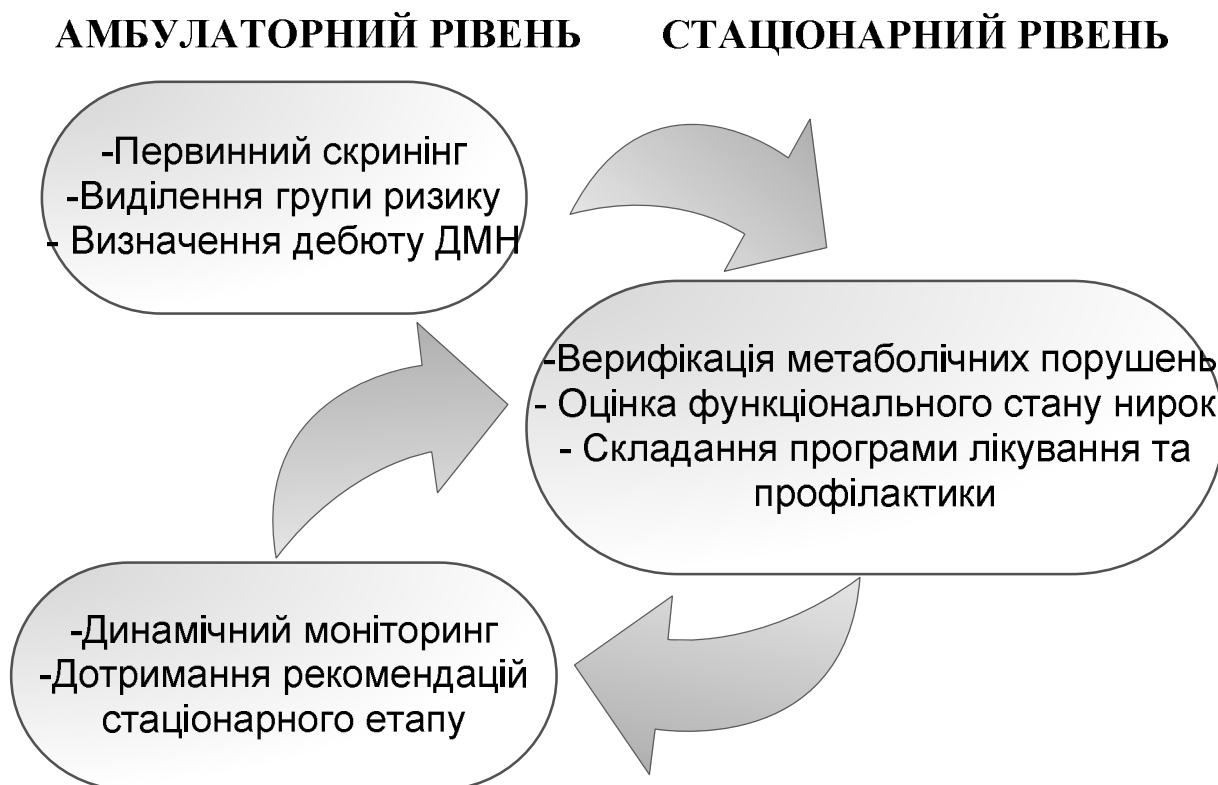 АМБУЛАТОРНИЙ РІВЕНЬ
СТАЦІОНАРНИЙ РІВЕНЬ
-Первинний скринінг
-Виділення групи ризику
- Визначення дебюту ДМН
-Верифікація метаболічних порушень
- Оцінка функціонального стану нирок
- Складання програми лікування та
профілактики
-Динамічний моніторинг
-Дотримання рекомендацій
стаціонарного етапу